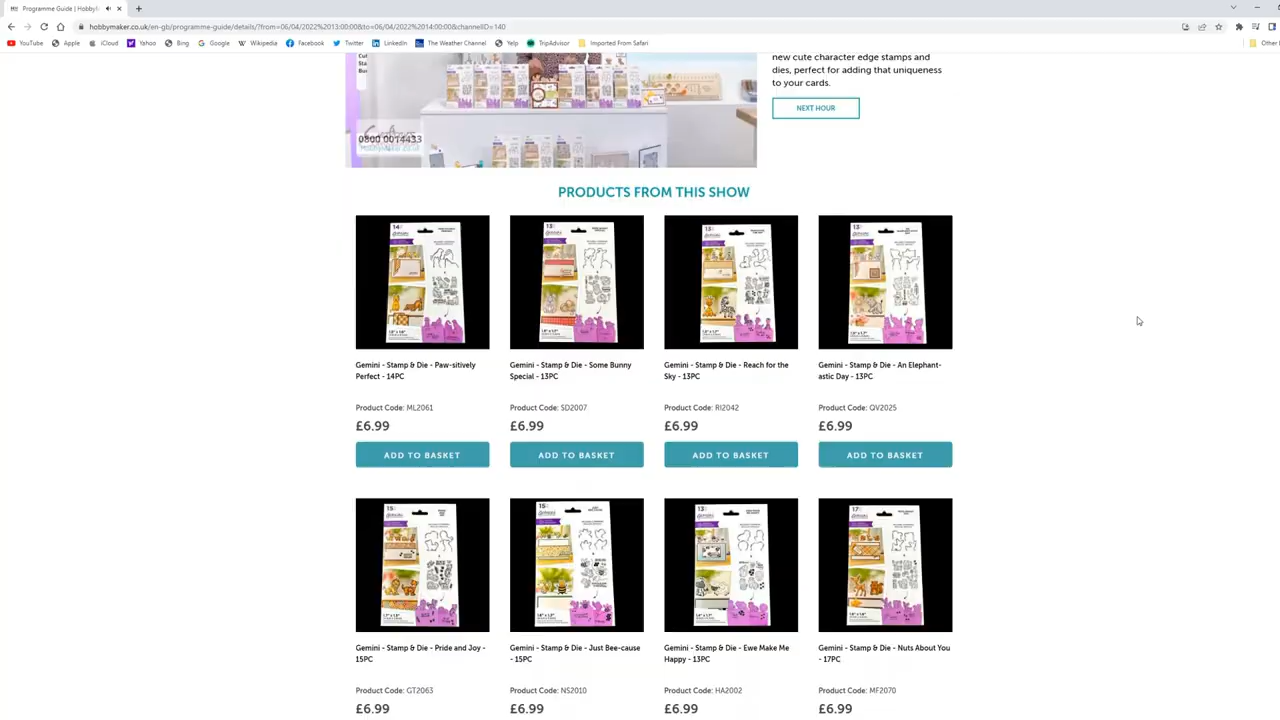 Programme Guide | Hobby
hobbymaker.co.uk/en-gb/programme-guide/details/?from=06/04/2022%2013:00:00&to=06/04/2022%2014:00:00&channelID=140
YouTube Apple iCloud Yahoo Bing Google Wikipedia Facebook Twitter LinkedIn The Weather Channel Yelp TripAdvisor Imported From Safari Other
new cute character edge stamps and
dies, perfect for adding that uniqueness
to your cards.
NEXT HOUR
0800 0014433
PRODUCTS FROM THIS SHOW
Gemini - Stamp & Die - Paw-sitively
Perfect - 14PC
Product Code: ML2061
£6.99
ADD TO BASKET
Gemini - Stamp & Die - Some Bunny
Special - 13PC
Product Code: SD2007
£6.99
ADD TO BASKET
Gemini - Stamp & Die - Reach for the
Sky - 13PC
Product Code: RI2042
£6.99
ADD TO BASKET
Gemini - Stamp & Die - An Elephant-
astic Day - 13PC
Product Code: QV2025
£6.99
ADD TO BASKET
Gemini - Stamp & Die - Pride and Joy -
15PC
Product Code: GT2063
£6.99
Gemini - Stamp & Die - Just Bee-cause
- 15PC
Product Code: NS2010
£6.99
Gemini - Stamp & Die - Ewe Make Me
Happy - 13PC
Product Code: HA2002
£6.99
Gemini - Stamp & Die - Nuts About You
- 17PC
Product Code: MF2070
£6.99